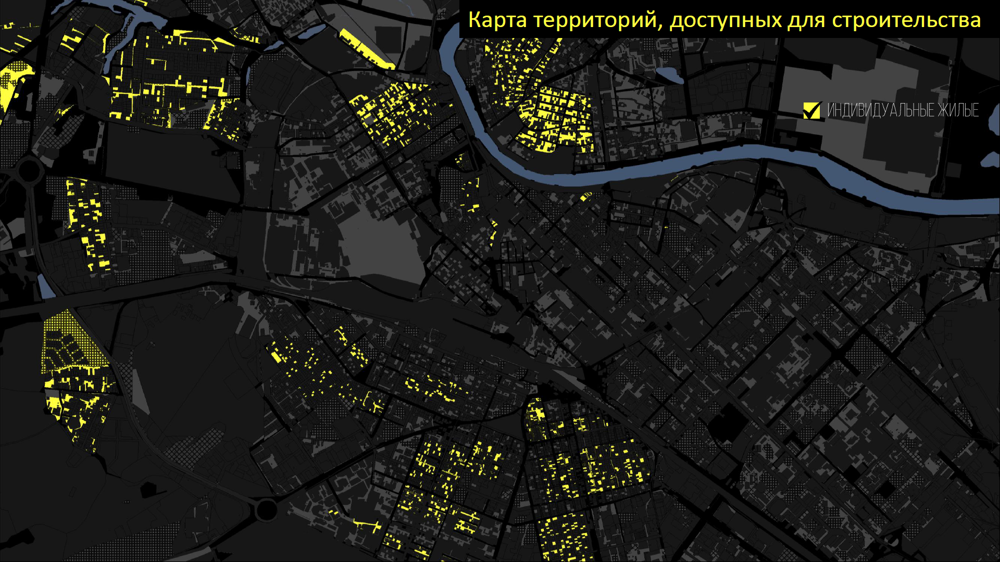 Карта территорий, доступных для строительства
ИНДИВИДУАЛЬНЫЕ ЖИЛЫЕ